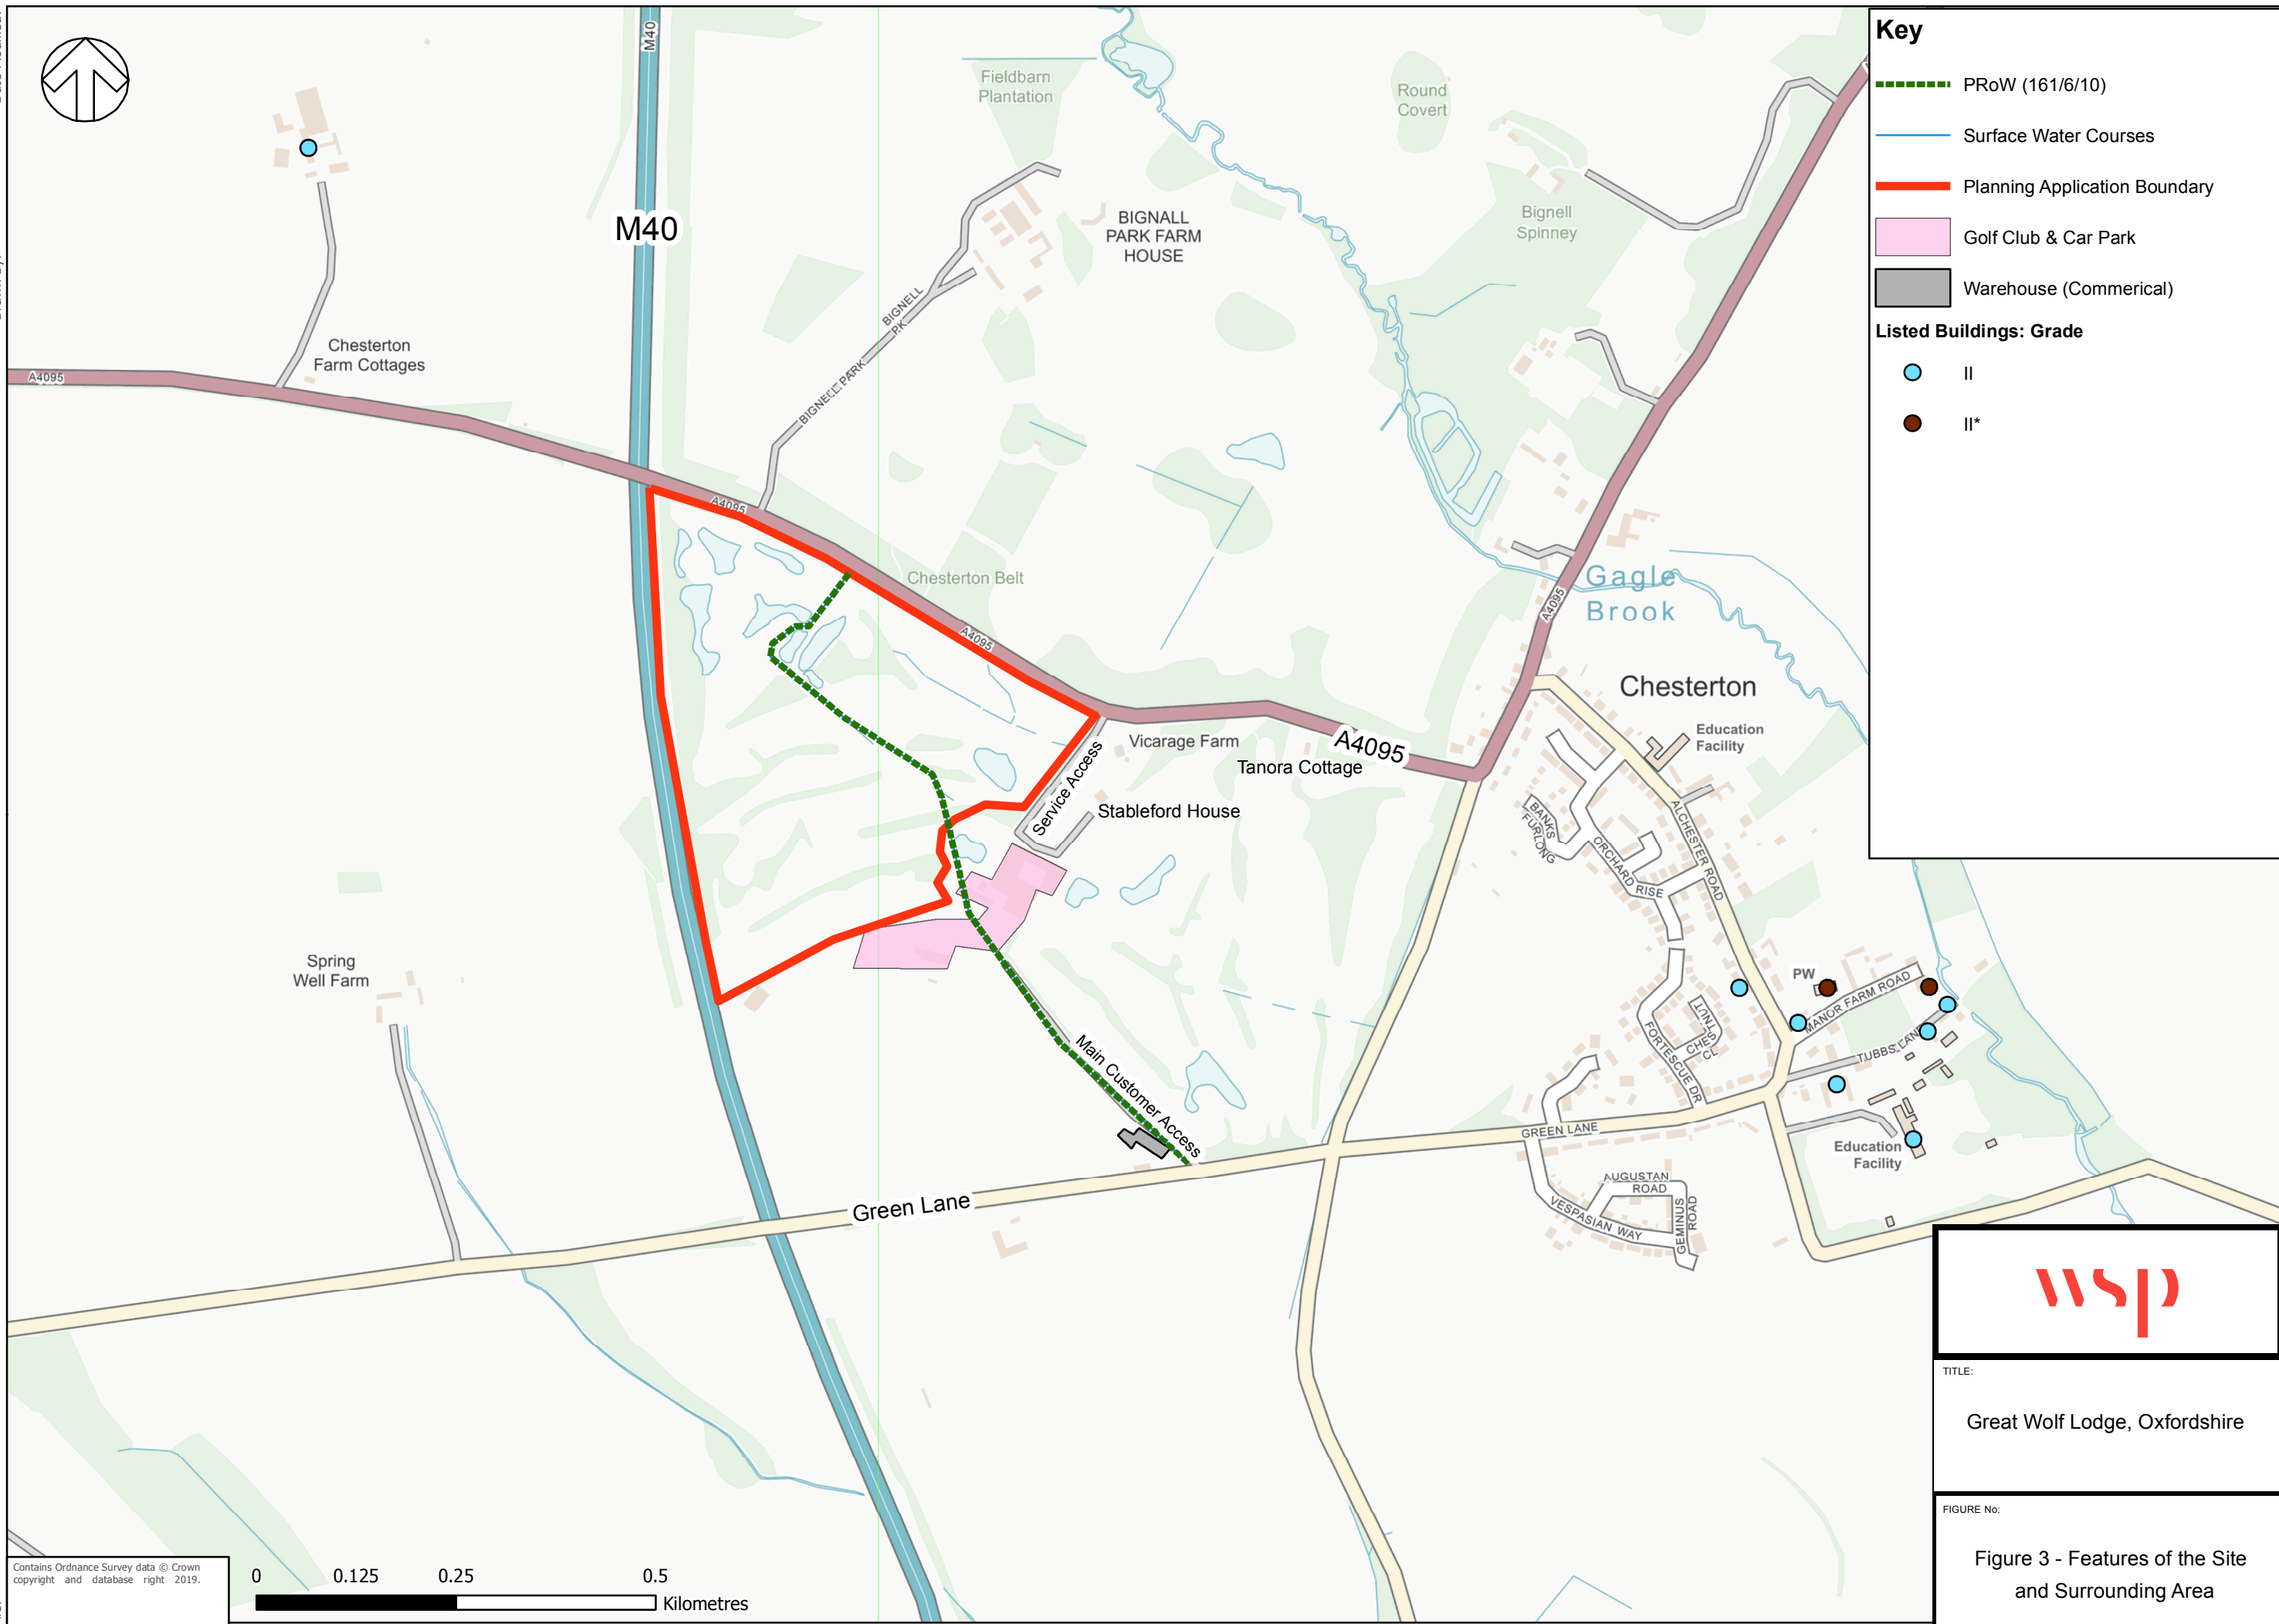 Key
PRoW (161/6/10)
Surface Water Courses
Planning Application Boundary
Golf Club & Car Park
Warehouse (Commerical)
Listed Buildings: Grade
II
II*
M40
Fieldbarn
Plantation
Round
Covert
M40
BIGNALL
PARK FARM
HOUSE
Bignell
Spinney
BIGNELL
PK
Chesterton
Farm Cottages
A4095
BIGNELL PARK
A4095
Chesterton Belt
Gagle
Brook
A4095
A4095
Chesterton
Education
Facility
Vicarage Farm
A4095
Tanora Cottage
Service Access
Stableford House
BANKS
FURLONG
ORCHARD RISE
ALCHESTER ROAD
Spring
Well Farm
PW
MANOR FARM ROAD
CHES
TNUT
CL
FORTESCUE DR
TUBBS LANE
Main Customer Access
GREEN LANE
Education
Facility
AUGUSTAN
ROAD
VESPASIAN WAY
GEMINUS
ROAD
Green Lane
wsp
TITLE:
Great Wolf Lodge, Oxfordshire
FIGURE No:
Figure 3 - Features of the Site
and Surrounding Area
Contains Ordnance Survey data © Crown
copyright and database right 2019.
0 0.125 0.25 0.5
Kilometres